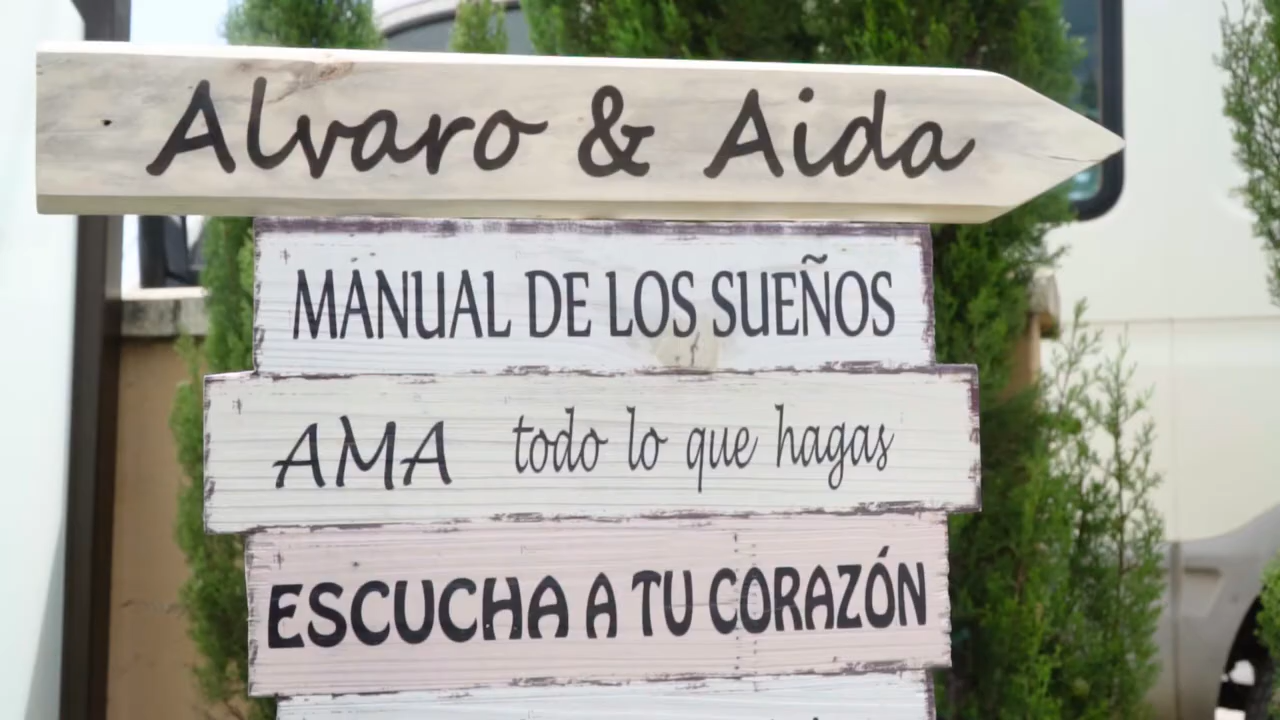 Alvaro & Aida
MANUAL DE LOS SUEÑOS
AMA todo lo que hagas
ESCUCHA A TU CORAZÓN